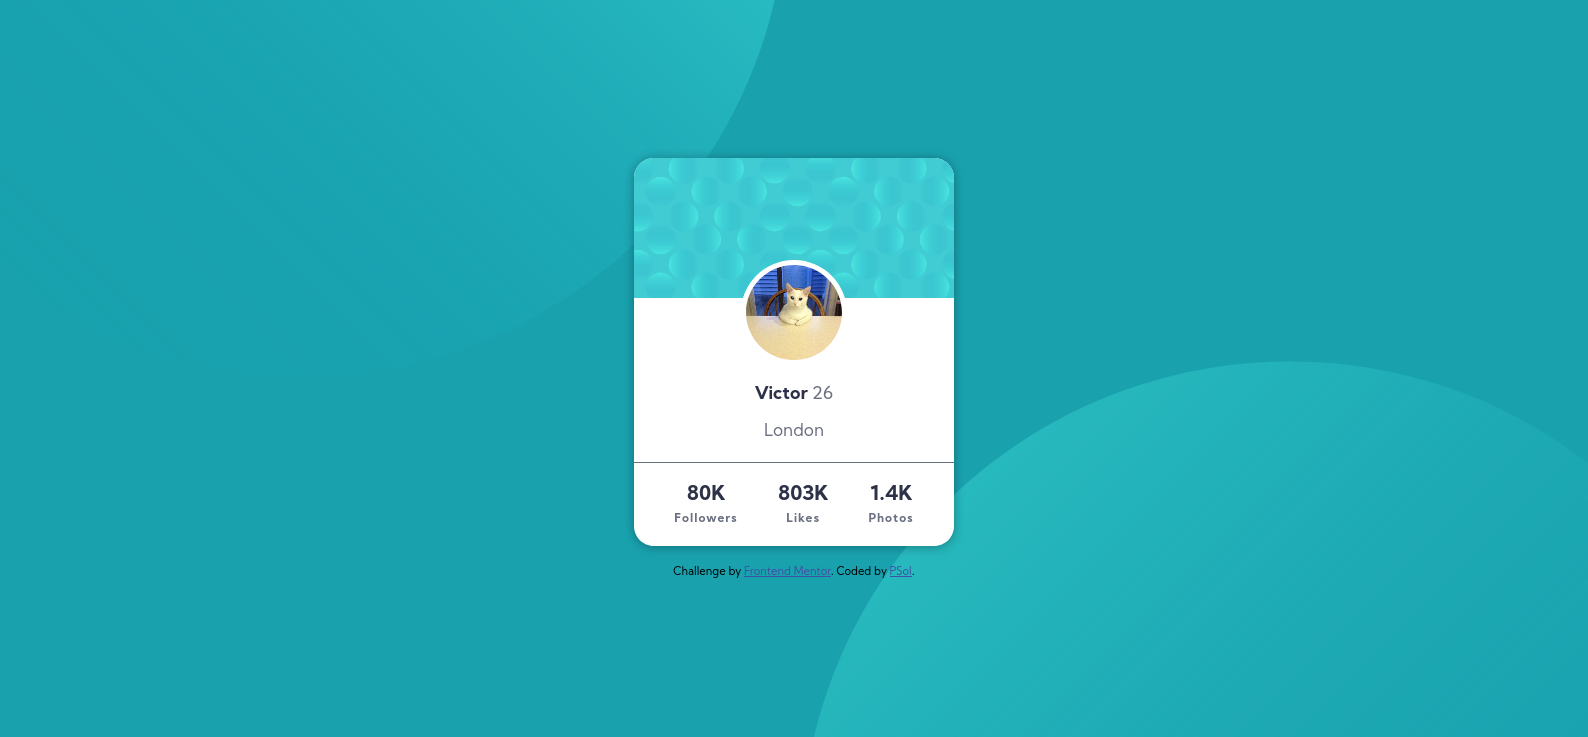 Victor 26
London
80K 803K 1.4K
Followers Likes Photos
Challenge by Frontend Mentor. Coded by PSol.